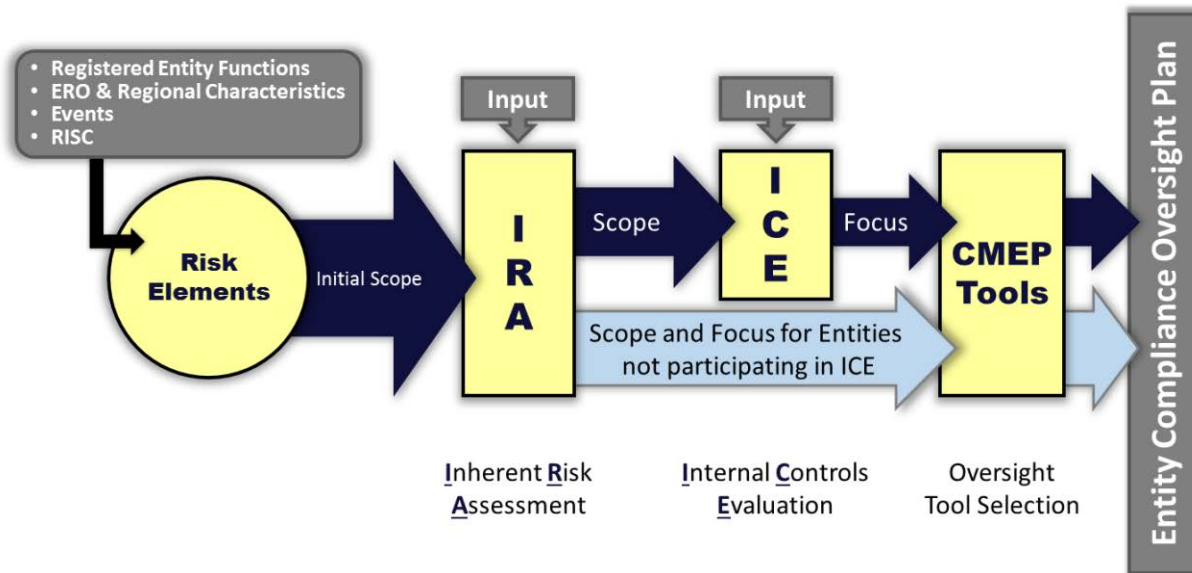 • Registered Entity Functions
• ERO & Regional Characteristics
• Events
• RISC
Risk
Elements
Initial Scope
Input
I
R
A
Scope
Input
I
C
E
Focus
Scope and Focus for Entities
not participating in ICE
CMEP
Tools
Entity Compliance Oversight Plan
Inherent Risk
Assessment
Internal Controls
Evaluation
Oversight
Tool Selection